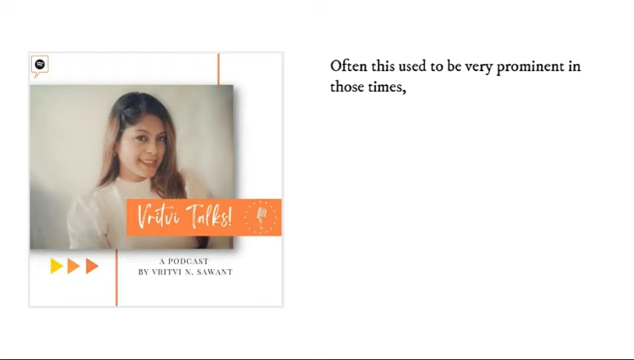 Often this used to be very prominent in
those times,
Vritvi Talks!
A PODCAST
BY VRITVI N. SAWANT